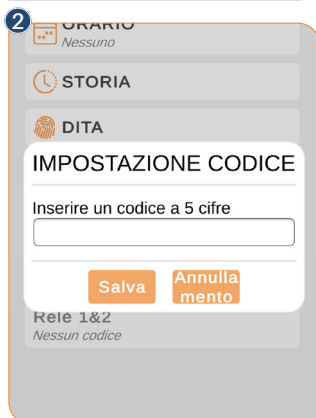 2
ORARIO
Nessuno
STORIA
DITA
IMPOSTAZIONE CODICE
Inserire un codice a 5 cifre
Salva
Annulla
mento
Relè 1&2
Nessun codice